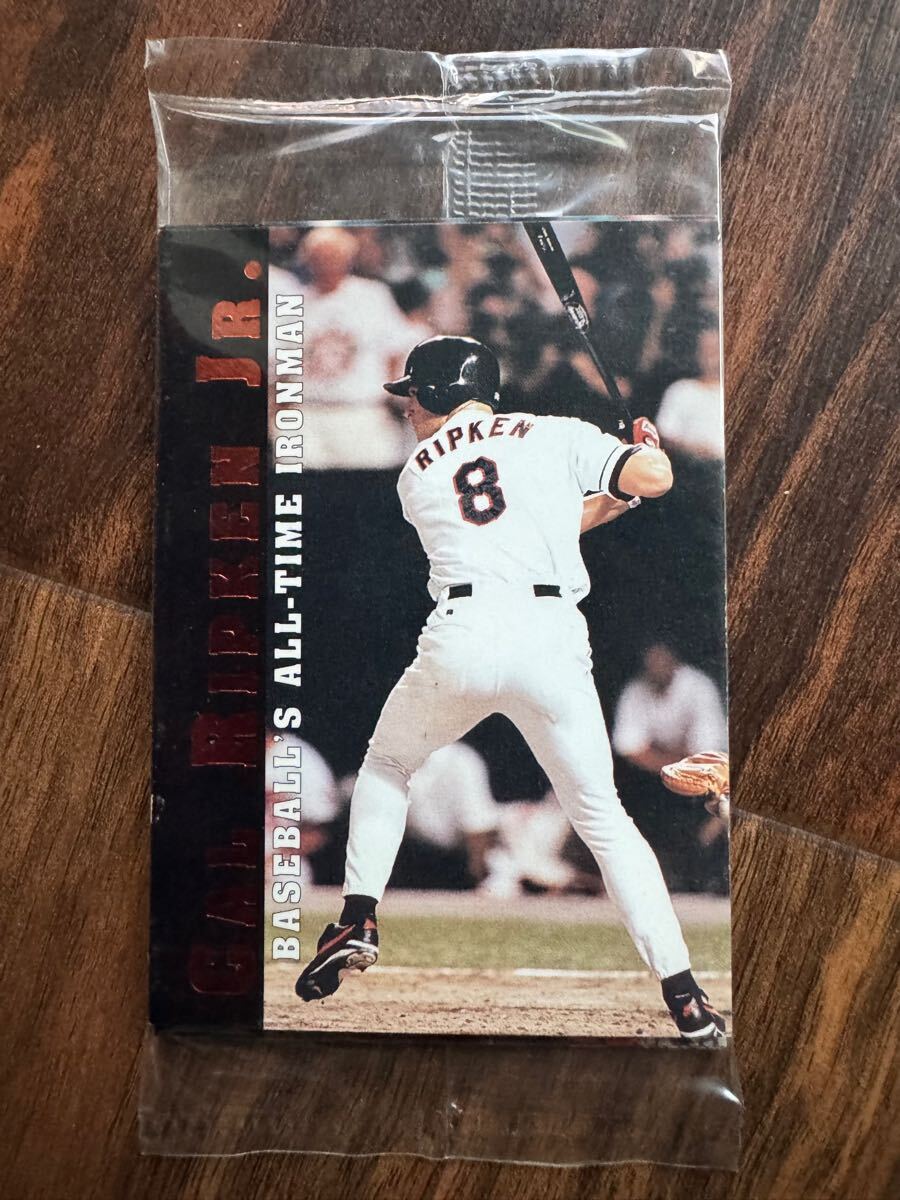 CAL RIPKEN JR.
BASEBALL'S ALL-TIME IRONMAN
RIPKEN
8